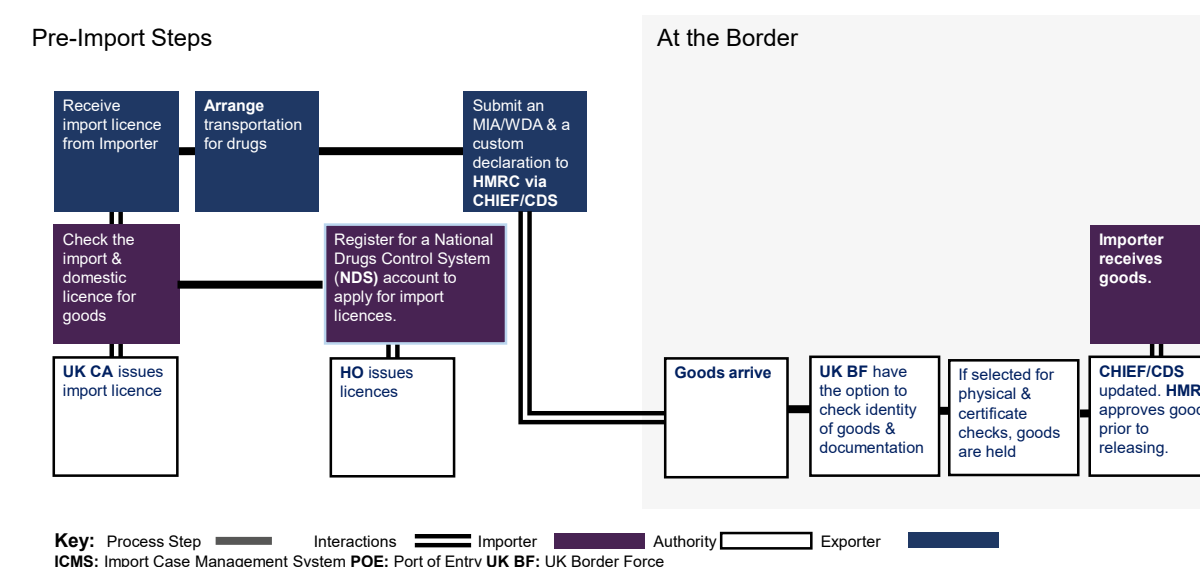 Pre-Import Steps
At the Border
Receive
import licence
from Importer
Arrange
transportation
for drugs
Submit an
MIA/WDA & a
custom
declaration to
HMRC via
CHIEF/CDS
Check the
import &
domestic
licence for
goods
Register for a National
Drugs Control System
(NDS) account to
apply for import
licences.
Importer
receives
goods.
UK CA issues
import licence
HO issues
licences
Goods arrive
UK BF have
the option to
check identity
of goods &
documentation
If selected for
physical &
certificate
checks, goods
are held
CHIEF/CDS
updated. HMR
approves goo
prior to
releasing.
Key: Process Step Interactions Importer Authority Exporter
ICMS: Import Case Management System POE: Port of Entry UK BF: UK Border Force